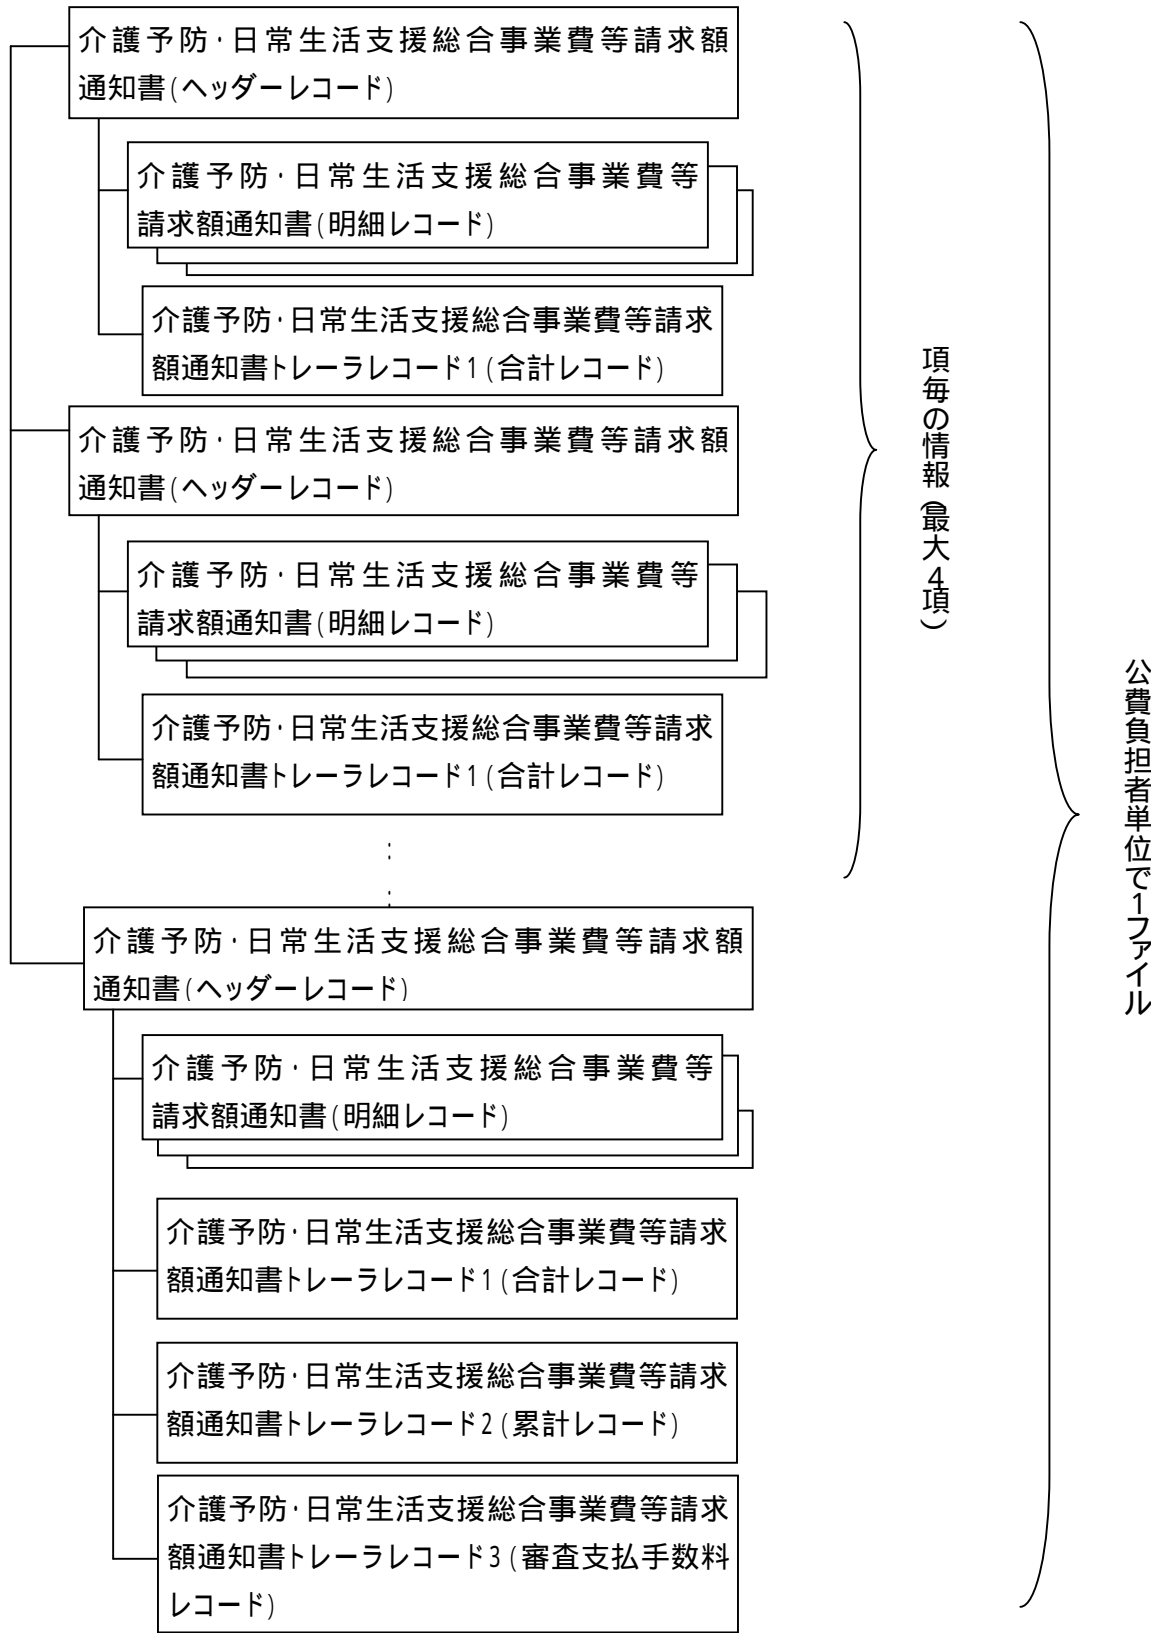 介護予防・日常生活支援総合事業費等請求額
通知書(ヘッダーレコード)
介護予防・日常生活支援総合事業費等
請求額通知書(明細レコード)
介護予防・日常生活支援総合事業費等請求
額通知書トレーラレコード1(合計レコード)
介護予防・日常生活支援総合事業費等請求額
通知書(ヘッダーレコード)
介護予防・日常生活支援総合事業費等
請求額通知書(明細レコード)
介護予防・日常生活支援総合事業費等請求
額通知書トレーラレコード1(合計レコード)
介護予防・日常生活支援総合事業費等請求額
通知書(ヘッダーレコード)
介護予防・日常生活支援総合事業費等
請求額通知書(明細レコード)
介護予防・日常生活支援総合事業費等請求
額通知書トレーラレコード1(合計レコード)
介護予防・日常生活支援総合事業費等請求
額通知書トレーラレコード2(累計レコード)
介護予防・日常生活支援総合事業費等請求
額通知書トレーラレコード3(審査支払手数料
レコード)
項毎の情報(最大4項)
公費負担者単位で1ファイル